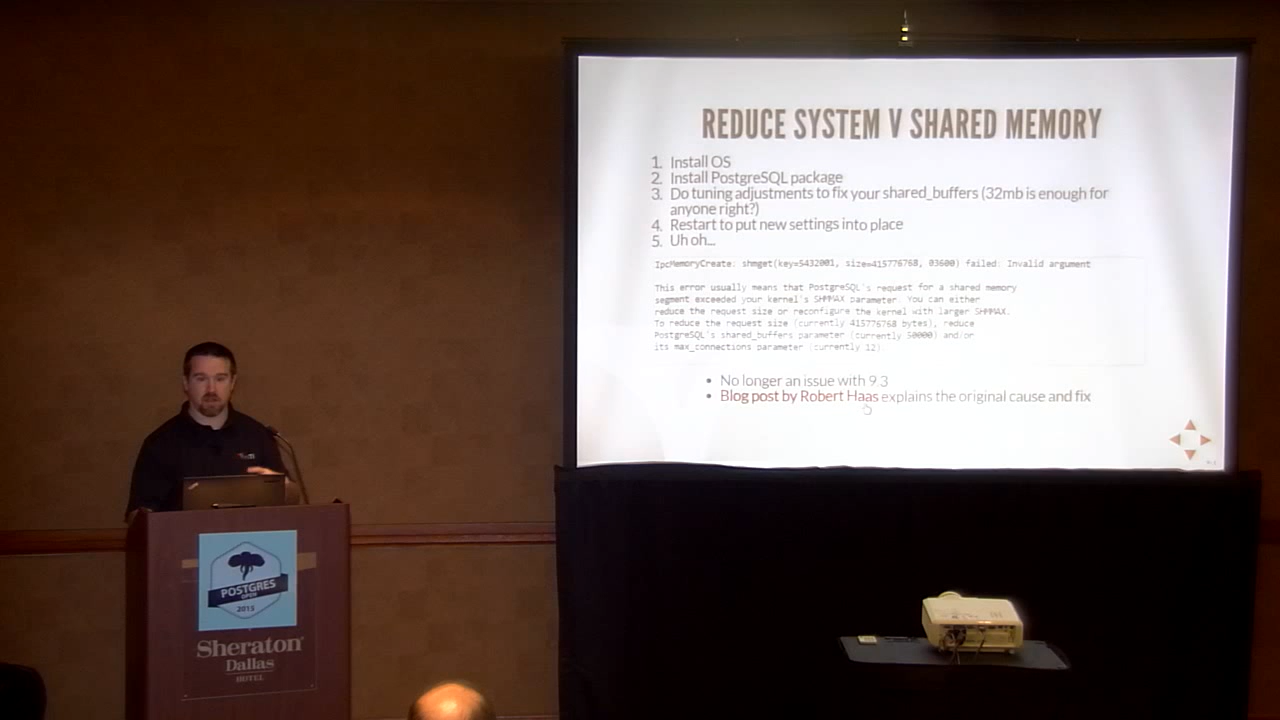 REDUCE SYSTEM V SHARED MEMORY
1. Install OS
2. Install PostgreSQL package
3. Do tuning adjustments to fix your shared_buffers (32mb is enough for
anyone right?)
4. Restart to put new settings into place
5. Uh oh...
IpcMemoryCreate: shmget(key=5432001, size=415776768, 03600) failed: Invalid argument
This error usually means that PostgreSQL's request for a shared memory
segment exceeded your kernel's SHMMAX parameter. You can either
reduce the request size or reconfigure the kernel with larger SHMMAX.
To reduce the request size (currently 415776768 bytes), reduce
PostgreSQL's shared_buffers parameter (currently 50000) and/or
its max_connections parameter (currently 12)
• No longer an issue with 9.3
• Blog post by Robert Haas explains the original cause and fix
POSTGRES
OPEN
2015
Sheraton
Dallas
HOTEL